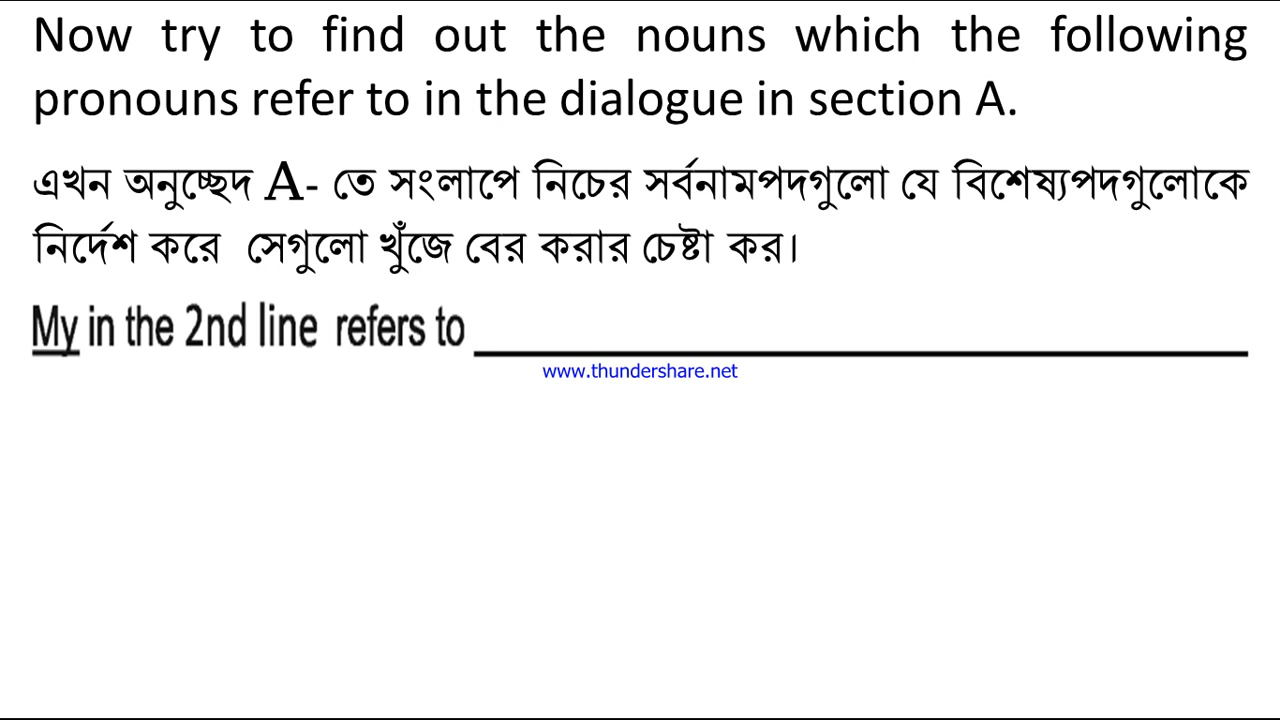 Now try to find out the nouns which the following
pronouns refer to in the dialogue in section A.
এখন অনুচ্ছেদ A- তে সংলাপে নিচের সর্বনামপদগুলো যে বিশেষ্যপদগুলোকে
নির্দেশ করে সেগুলো খুঁজে বের করার চেষ্টা কর।
My in the 2nd line refers to
www.thundershare.net